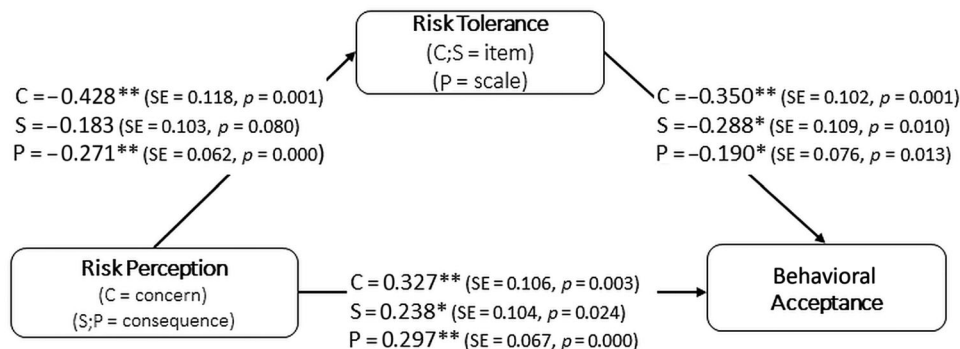 Risk Tolerance
(C;S = item)
(P = scale)
C = −0.428** (SE = 0.118, p = 0.001)
S = −0.183 (SE = 0.103, p = 0.080)
P = −0.271** (SE = 0.062, p = 0.000)
C = −0.350** (SE = 0.102, p = 0.001)
S = −0.288* (SE = 0.109, p = 0.010)
P = −0.190* (SE = 0.076, p = 0.013)
Risk Perception
(C = concern)
(S;P = consequence)
C = 0.327** (SE = 0.106, p = 0.003)
S = 0.238* (SE = 0.104, p = 0.024)
P = 0.297** (SE = 0.067, p = 0.000)
Behavioral
Acceptance